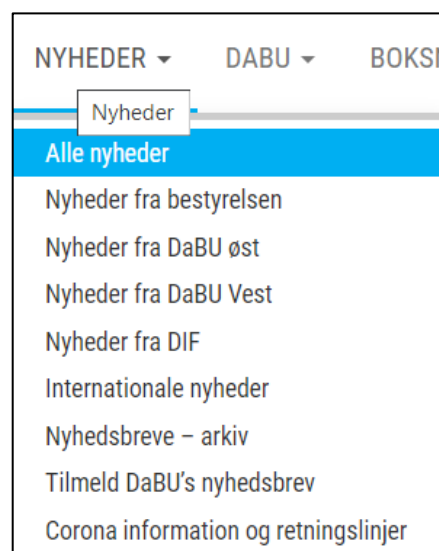 NYHEDER DABU
Nyheder
Alle nyheder
Nyheder fra bestyrelsen
Nyheder fra DaBU øst
Nyheder fra DaBU Vest
Nyheder fra DIF
Internationale nyheder
Nyhedsbreve – arkiv
Tilmeld DaBU's nyhedsbrev
Corona information og retningslinjer